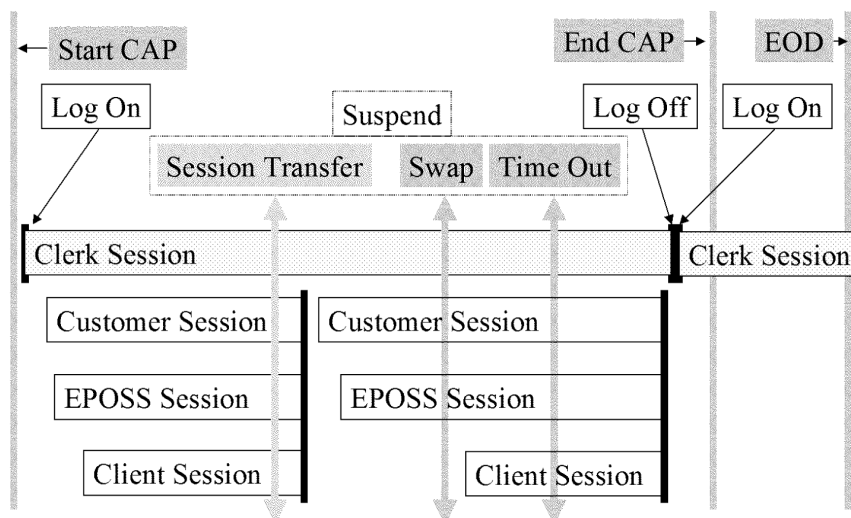 Start CAP
End CAP
EOD
Log On
Suspend
Log Off
Log On
Session Transfer
Swap
Time Out
Clerk Session
Clerk Session
Customer Session
Customer Session
EPOSS Session
EPOSS Session
Client Session
Client Session